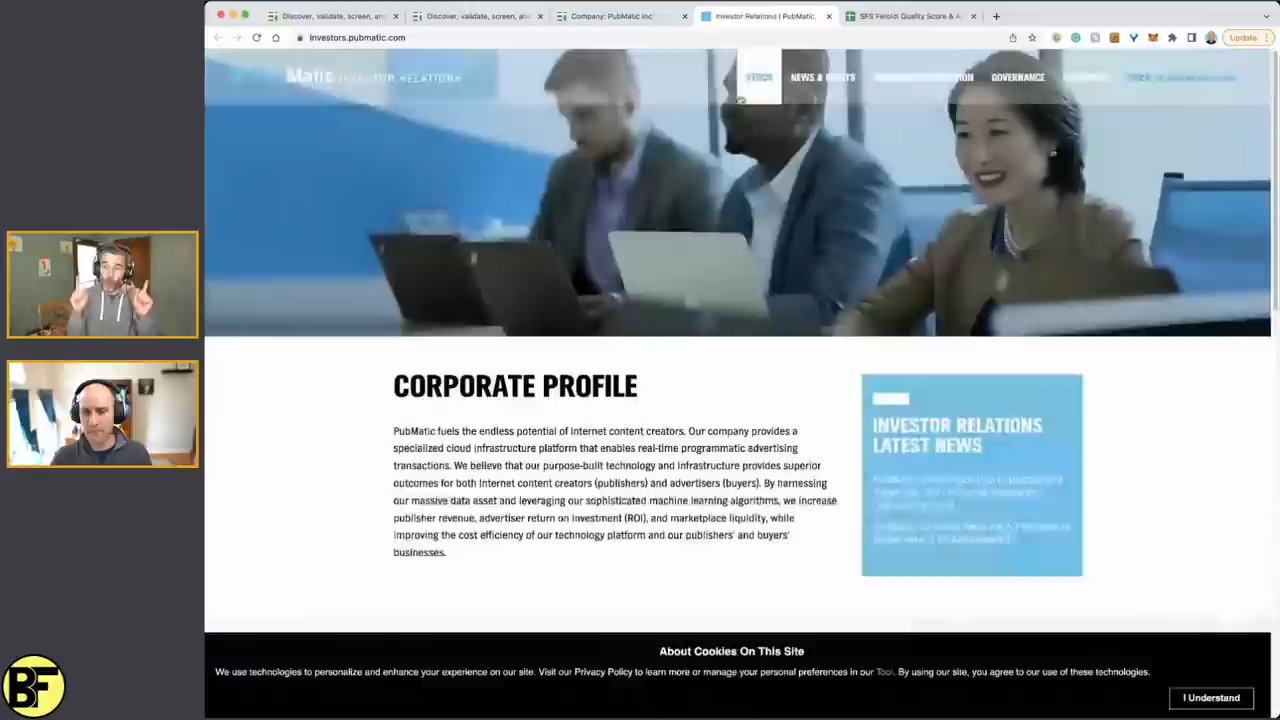 Discover, validate, screen, and
Discover, validate, screen, and
Company: PubMatic Inc
Investor Relations | PubMatic,
SFS Feroldi Quality Score &
investors.pubmatic.com
Update
Matic INVESTOR RELATIONS
NEWS & EVENTS
GOVERNANCE
CORPORATE PROFILE
PubMatic fuels the endless potential of Internet content creators. Our company provides a
specialized cloud infrastructure platform that enables real-time programmatic advertising
transactions. We believe that our purpose-built technology and infrastructure provides superior
outcomes for both Internet content creators (publishers) and advertisers (buyers). By harnessing
our massive data asset and leveraging our sophisticated machine learning algorithms, we increase
publisher revenue, advertiser return on investment (ROI), and marketplace liquidity, while
improving the cost efficiency of our technology platform and our publishers' and buyers'
businesses.
INVESTOR RELATIONS
LATEST NEWS
About Cookies On This Site
We use technologies to personalize and enhance your experience on our site. Visit our Privacy Policy to learn more or manage your personal preferences in our Tool. By using our site, you agree to our use of these technologies.
I Understand
BF